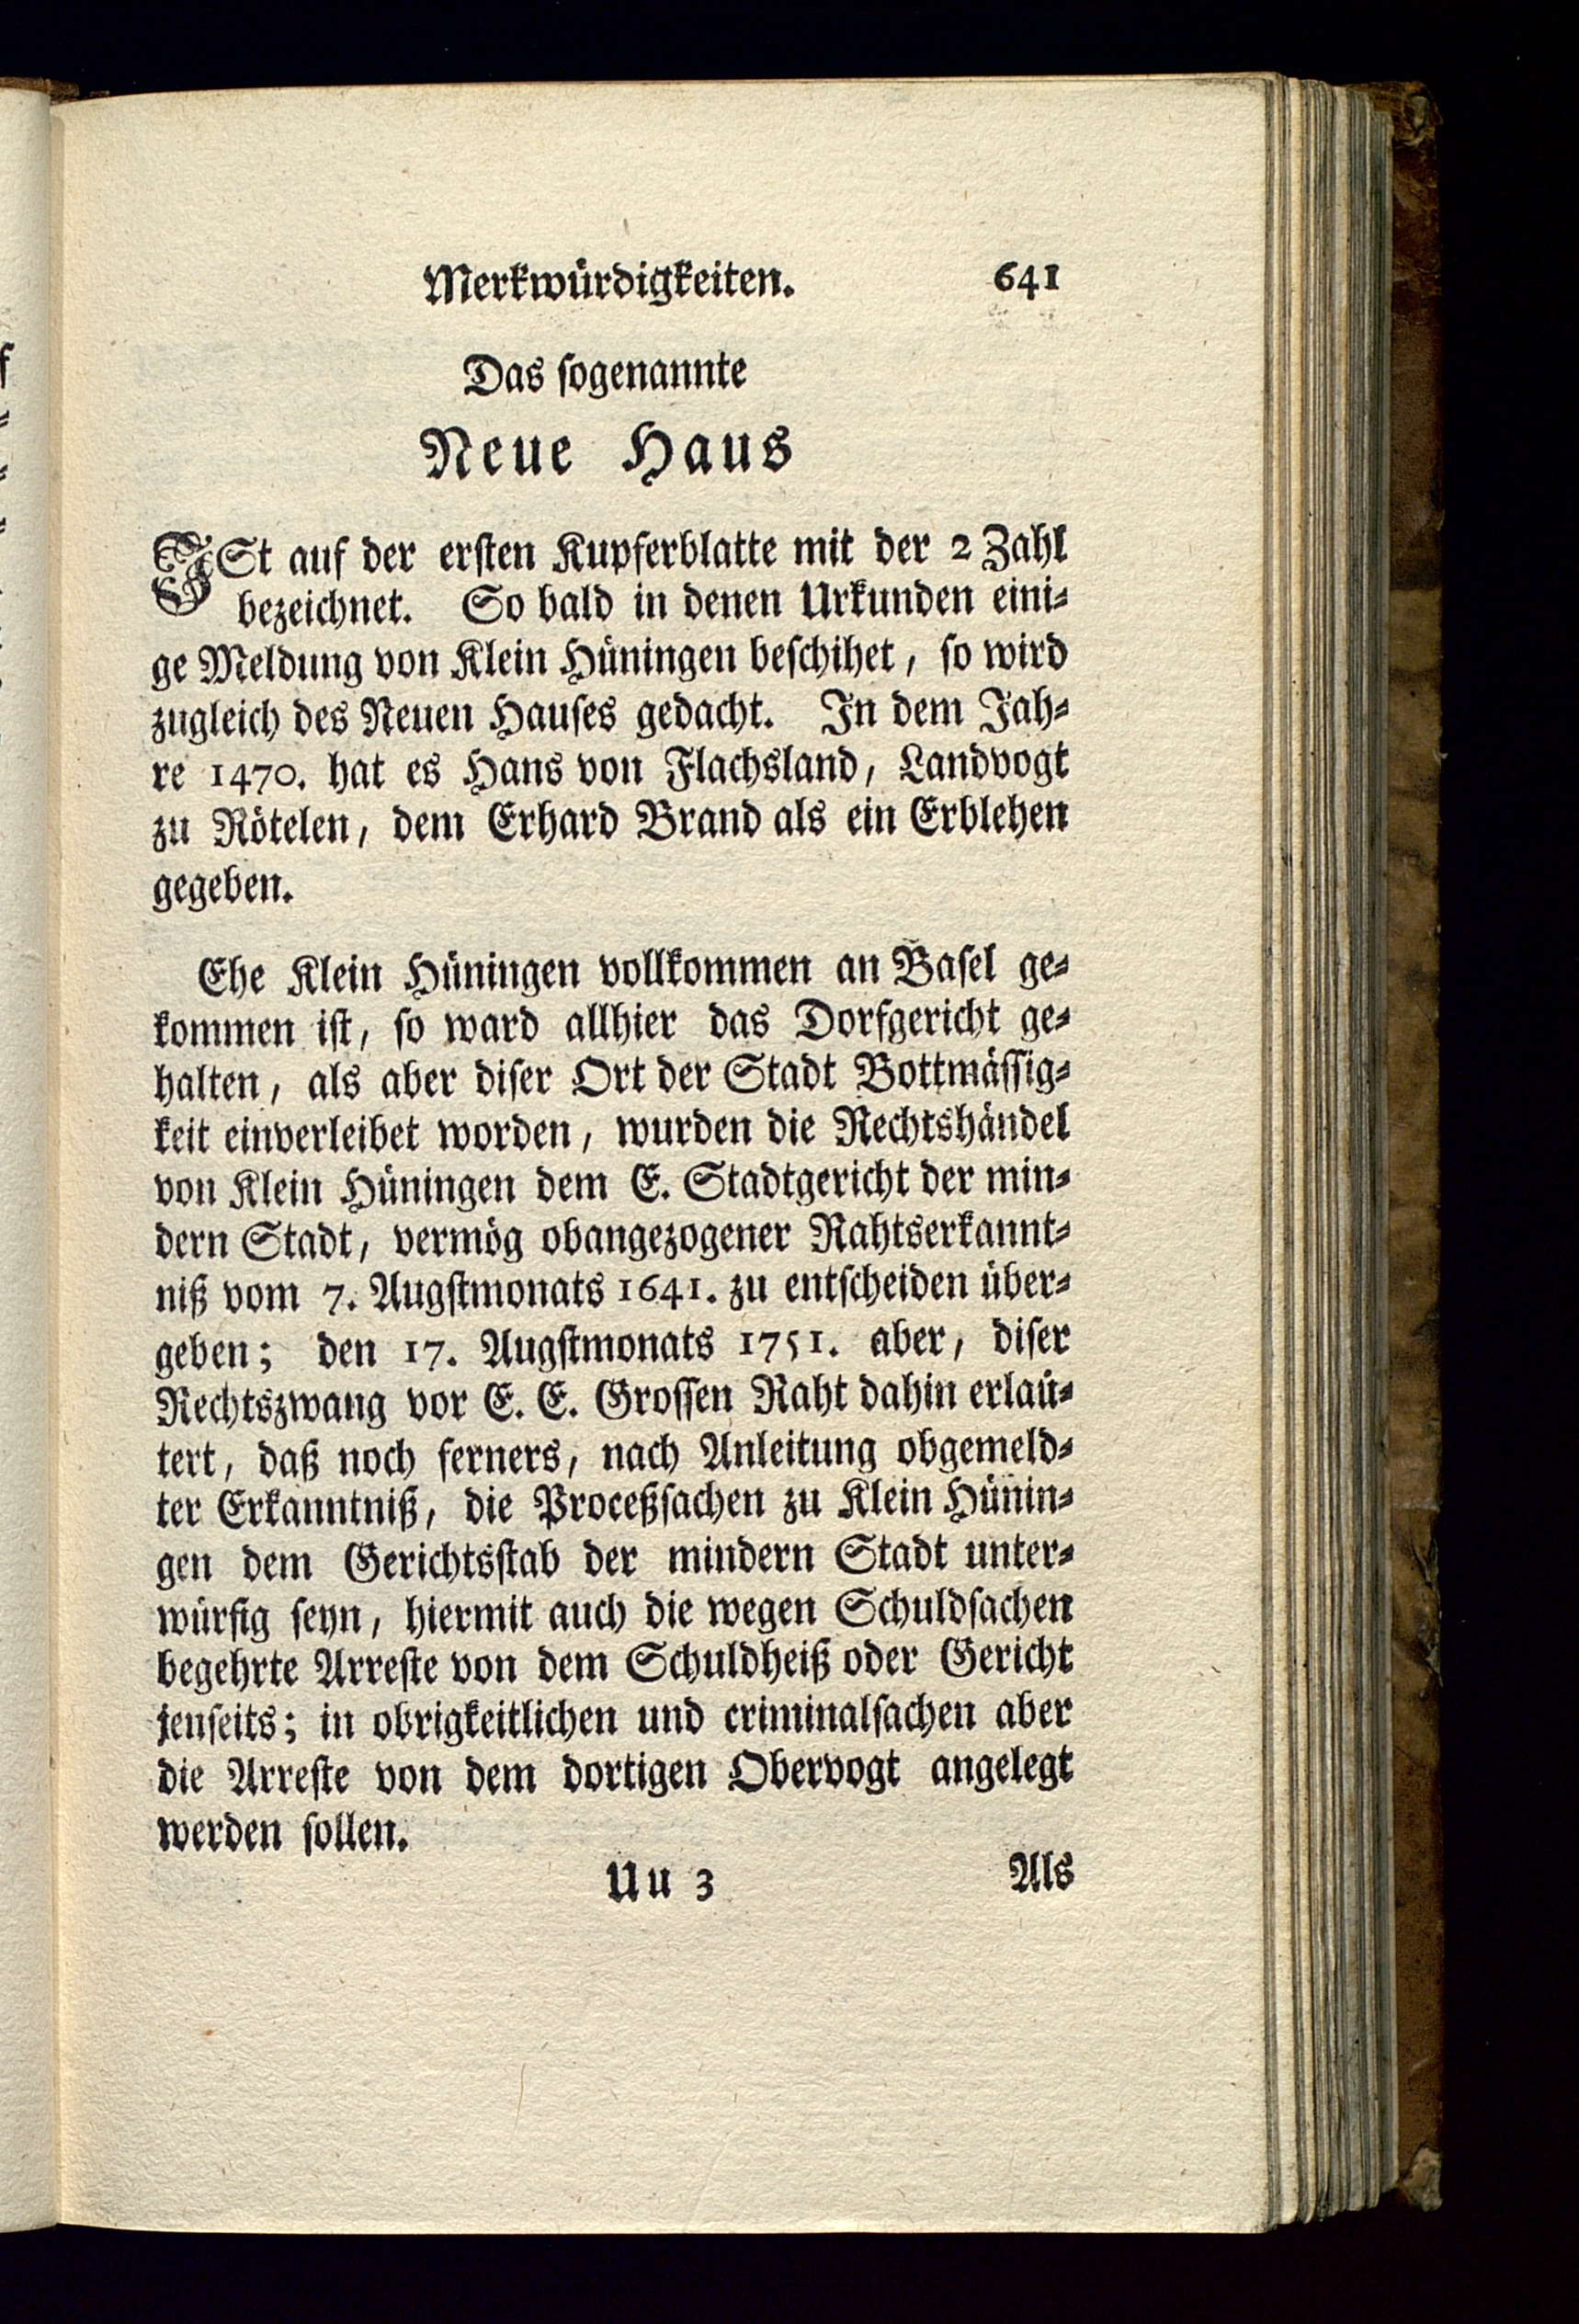 Merkwürdigkeiten. 641
Das sogenannte
Neue Haus
JSt auf der ersten Kupferblatte mit der 2 Zahl
bezeichnet. So bald in denen Urkunden eini-
ge Meldung von Klein Hüningen beschihet, so wird
zugleich des Neuen Hauses gedacht. In dem Jah-
re 1470. hat es Hans von Flachsland, Landvogt
zu Rötelen, dem Erhard Brand als ein Erblehen
gegeben.
Ehe Klein Hüningen vollkommen an Basel ge-
kommen ist, so ward allhier das Dorfgericht ge-
halten, als aber diser Ort der Stadt Bottmässig-
keit einverleibet worden, wurden die Rechtshändel
von Klein Hüningen dem E. Stadtgericht der min-
dern Stadt, vermög obangezogener Rahtserkannt-
niß vom 7. Augstmonats 1641. zu entscheiden über-
geben; den 17. Augstmonats 1751. aber, diser
Rechtszwang vor E. E. Grossen Raht dahin erlaü-
tert, daß noch ferners, nach Anleitung obgemeld-
ter Erkanntniß, die Proceßsachen zu Klein Hünin-
gen dem Gerichtsstab der mindern Stadt unter-
würfig seyn, hiermit auch die wegen Schuldsachen
begehrte Arreste von dem Schuldheiß oder Gericht
jenseits; in obrigkeitlichen und criminalsachen aber
die Arreste von dem dortigen Obervogt angelegt
werden sollen.
Uu 3 Als